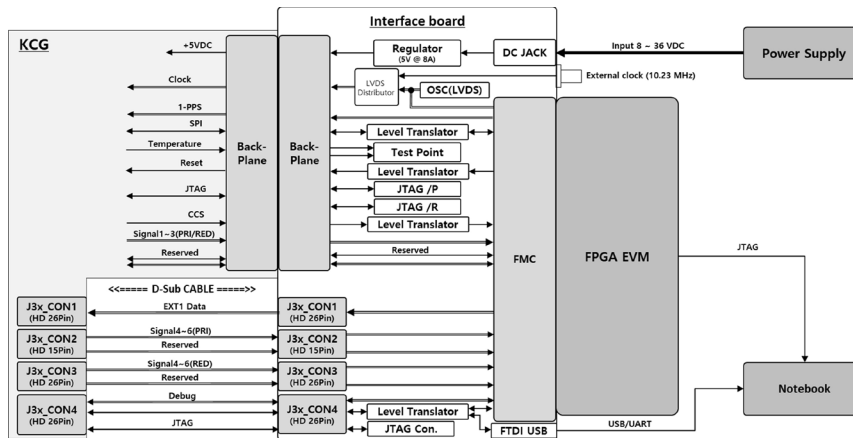 Interface board
KCG
+5VDC
Regulator
(5V @ 8A)
DC JACK
Input 8 ~ 36 VDC
Power Supply
Clock
LVDS
Distributor
OSC(LVDS)
External clock (10.23 MHz)
1-PPS
SPI
Level Translator
Temperature
Back-
Plane
Back-
Plane
Test Point
Reset
Level Translator
JTAG
JTAG /P
JTAG /R
CCS
Level Translator
Signal1~3(PRI/RED)
Reserved
Reserved
FMC
FPGA EVM
JTAG
<<===== D-Sub CABLE =====>>
J3x_CON1
(HD 26Pin)
EXT1 Data
J3x_CON1
(HD 26Pin)
J3x_CON2
(HD 15Pin)
Signal4~6(PRI)
Reserved
J3x_CON2
(HD 15Pin)
J3x_CON3
(HD 26Pin)
Signal4~6(RED)
Reserved
J3x_CON3
(HD 26Pin)
Notebook
J3x_CON4
(HD 26Pin)
Debug
JTAG
J3x_CON4
(HD 26Pin)
Level Translator
JTAG Con.
FTDI USB
USB/UART